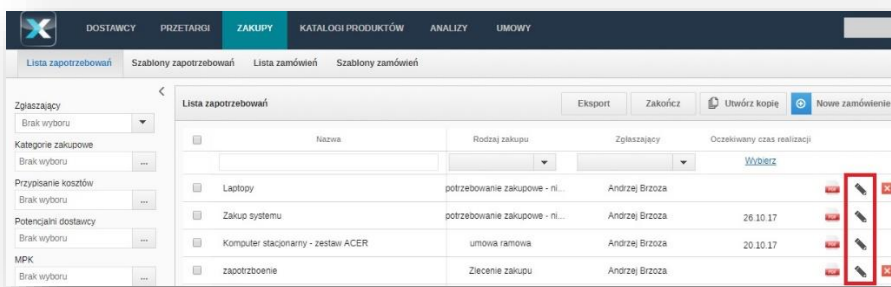 DOSTAWCY PRZETARGI ZAKUPY KATALOGI PRODUKTÓW ANALIZY UMOWY
Lista zapotrzebowań Szablony zapotrzebowań Lista zamówień Szablony zamówień
Zgłaszający
Brak wyboru
Kategorie zakupowe
Brak wyboru ...
Przypisanie kosztów
Brak wyboru ...
Potencjalni dostawcy
Brak wyboru ...
MPK
Brak wyboru ...
Lista zapotrzebowań Eksport Zakończ Utwórz kopię Nowe zamówienie
Nazwa Rodzaj zakupu Zgłaszający Oczekiwany czas realizacji
Wybierz
Laptopy potrzebowanie zakupowe - ni... Andrzej Brzoza
Zakup systemu potrzebowanie zakupowe - ni... Andrzej Brzoza 26.10.17
Komputer stacjonarny - zestaw ACER umowa ramowa Andrzej Brzoza 20.10.17
zapotrzboenie Zlecenie zakupu Andrzej Brzoza